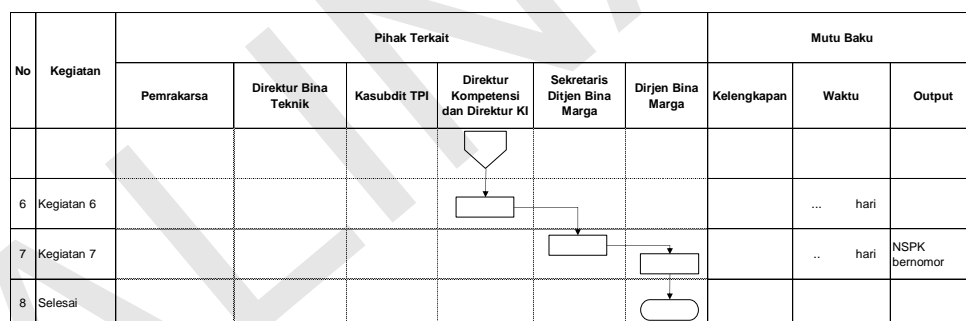 No
Kegiatan
Pihak Terkait
Mutu Baku
Pemrakarsa
Direktur Bina
Teknik
Kasubdit TPI
Direktur
Kompetensi
dan Direktur KI
Sekretaris
Ditjen Bina
Marga
Dirjen Bina
Marga
Kelengkapan
Waktu
Output
6 Kegiatan 6 ... hari
7 Kegiatan 7 .. hari NSPK
bernomor
8 Selesai